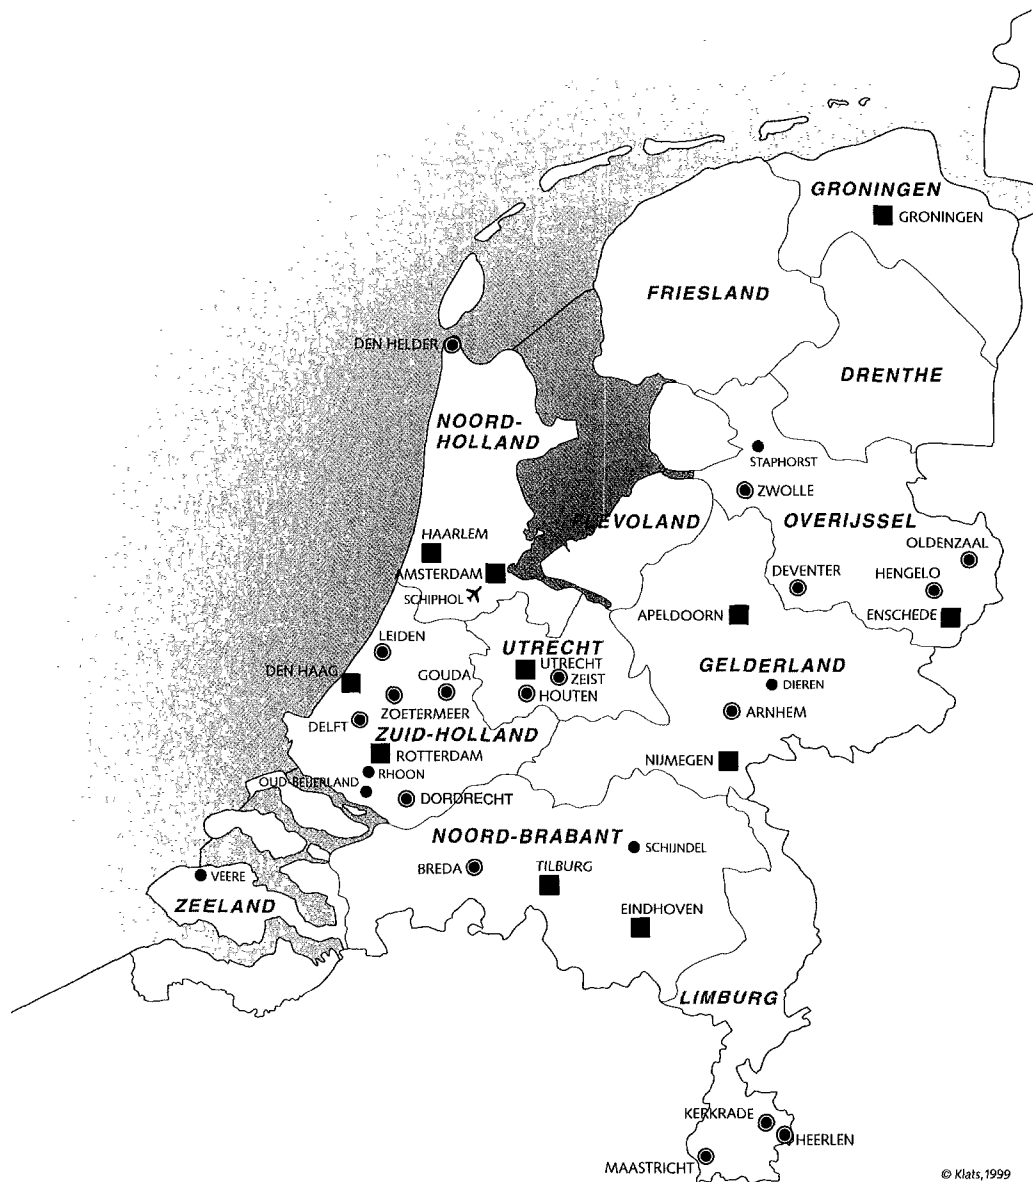 GRONINGEN
GRONINGEN
FRIESLAND
DEN HELDER
DRENTHE
NOORD-
HOLLAND
STAPHORST
ZWOLLE
FLEVOLAND
OVERIJSSEL
HAARLEM
OLDENZAAL
AMSTERDAM
DEVENTER
HENGELO
SCHIPHOL
APELDOORN
ENSCHEDE
LEIDEN
UTRECHT
UTRECHT
DEN HAAG
GOUDA
ZEIST
GELDERLAND
DIEREN
HOUTEN
ZOETERMEER
ARNHEM
DELFT
ZUID-HOLLAND
ROTTERDAM
NIJMEGEN
RHOON
OUD-BEIJERLAND
DORDRECHT
NOORD-BRABANT
SCHIJNDEL
BREDA
TILBURG
VEERE
ZEELAND
EINDHOVEN
LIMBURG
KERKRADE
HEERLEN
MAASTRICHT
© Klats, 1999